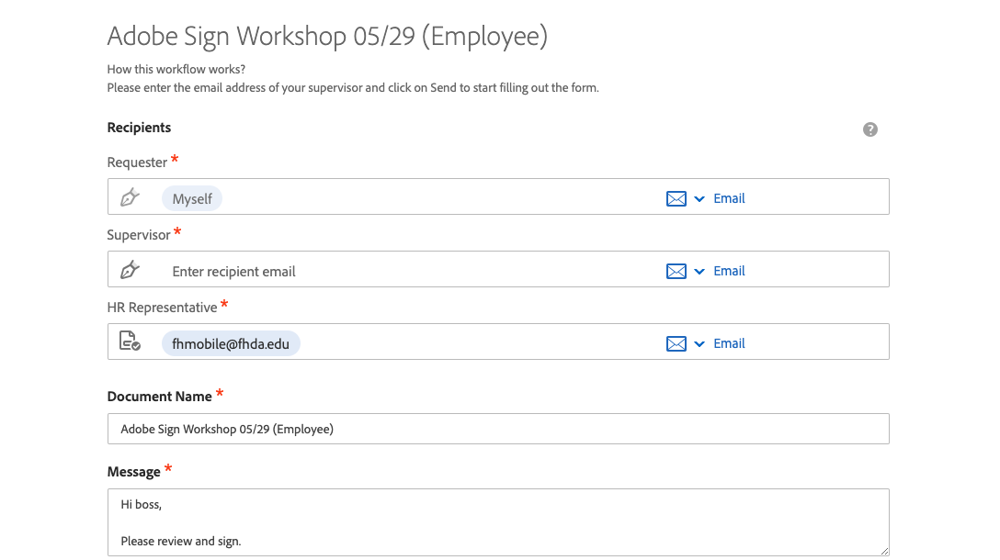 Adobe Sign Workshop 05/29 (Employee)
How this workflow works?
Please enter the email address of your supervisor and click on Send to start filling out the form.
Recipients ?
Requester *
Myself Email
Supervisor *
Enter recipient email Email
HR Representative *
fhmobile@fhda.edu Email
Document Name *
Adobe Sign Workshop 05/29 (Employee)
Message *
Hi boss,
Please review and sign.